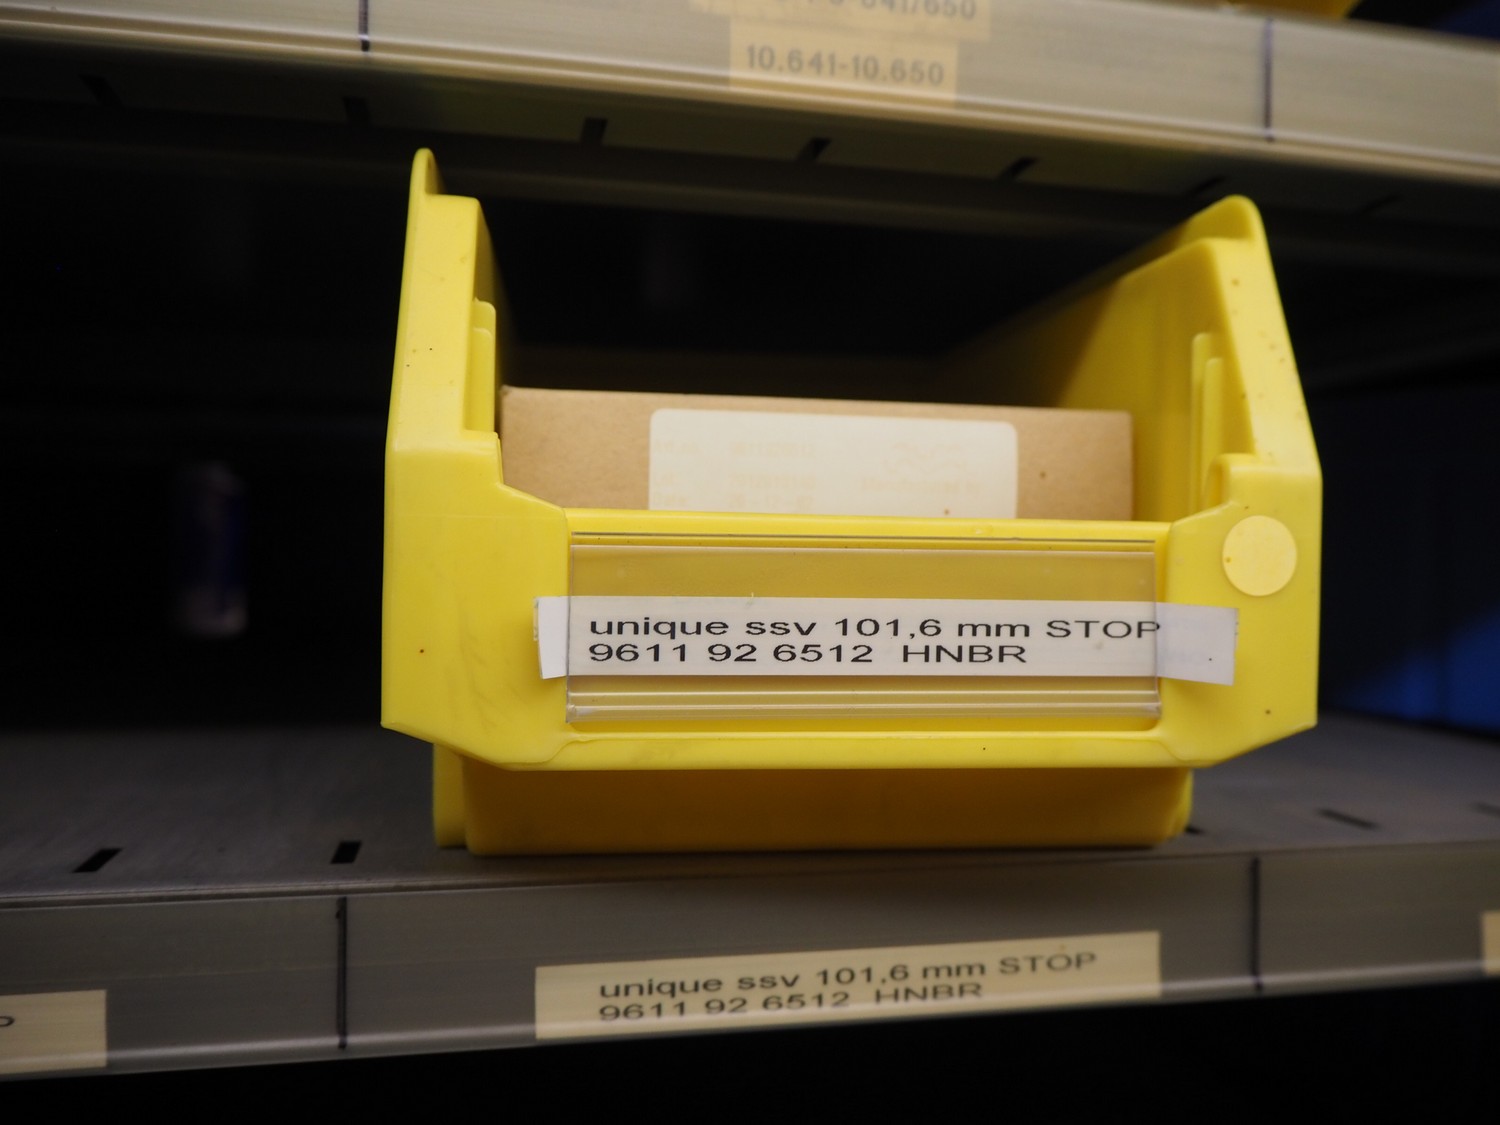 10.641-10.650
unique ssv 101,6 mm STOP
9611 92 6512 HNBR
unique ssv 101,6 mm STOP
9611 92 6512 HNBR